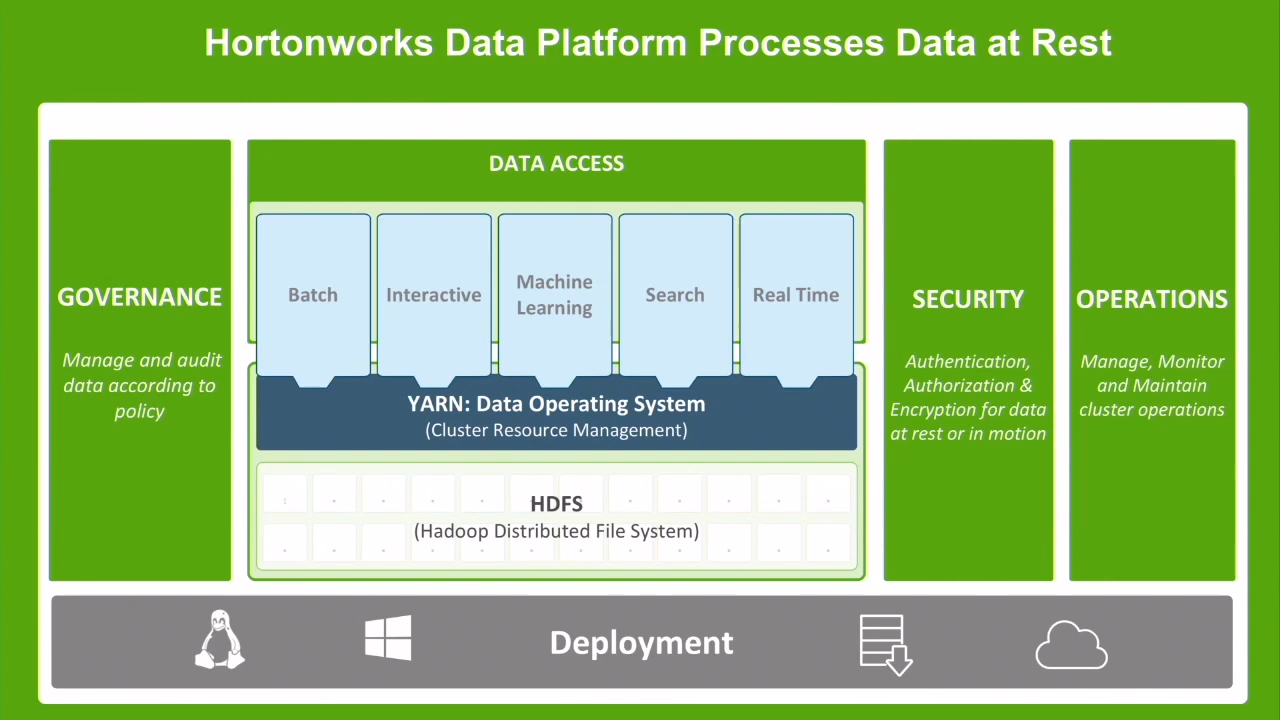 Hortonworks Data Platform Processes Data at Rest
GOVERNANCE
Manage and audit
data according to
policy
DATA ACCESS
Batch
Interactive
Machine
Learning
Search
Real Time
YARN: Data Operating System
(Cluster Resource Management)
HDFS
(Hadoop Distributed File System)
SECURITY
Authentication,
Authorization &
Encryption for data
at rest or in motion
OPERATIONS
Manage, Monitor
and Maintain
cluster operations
Deployment